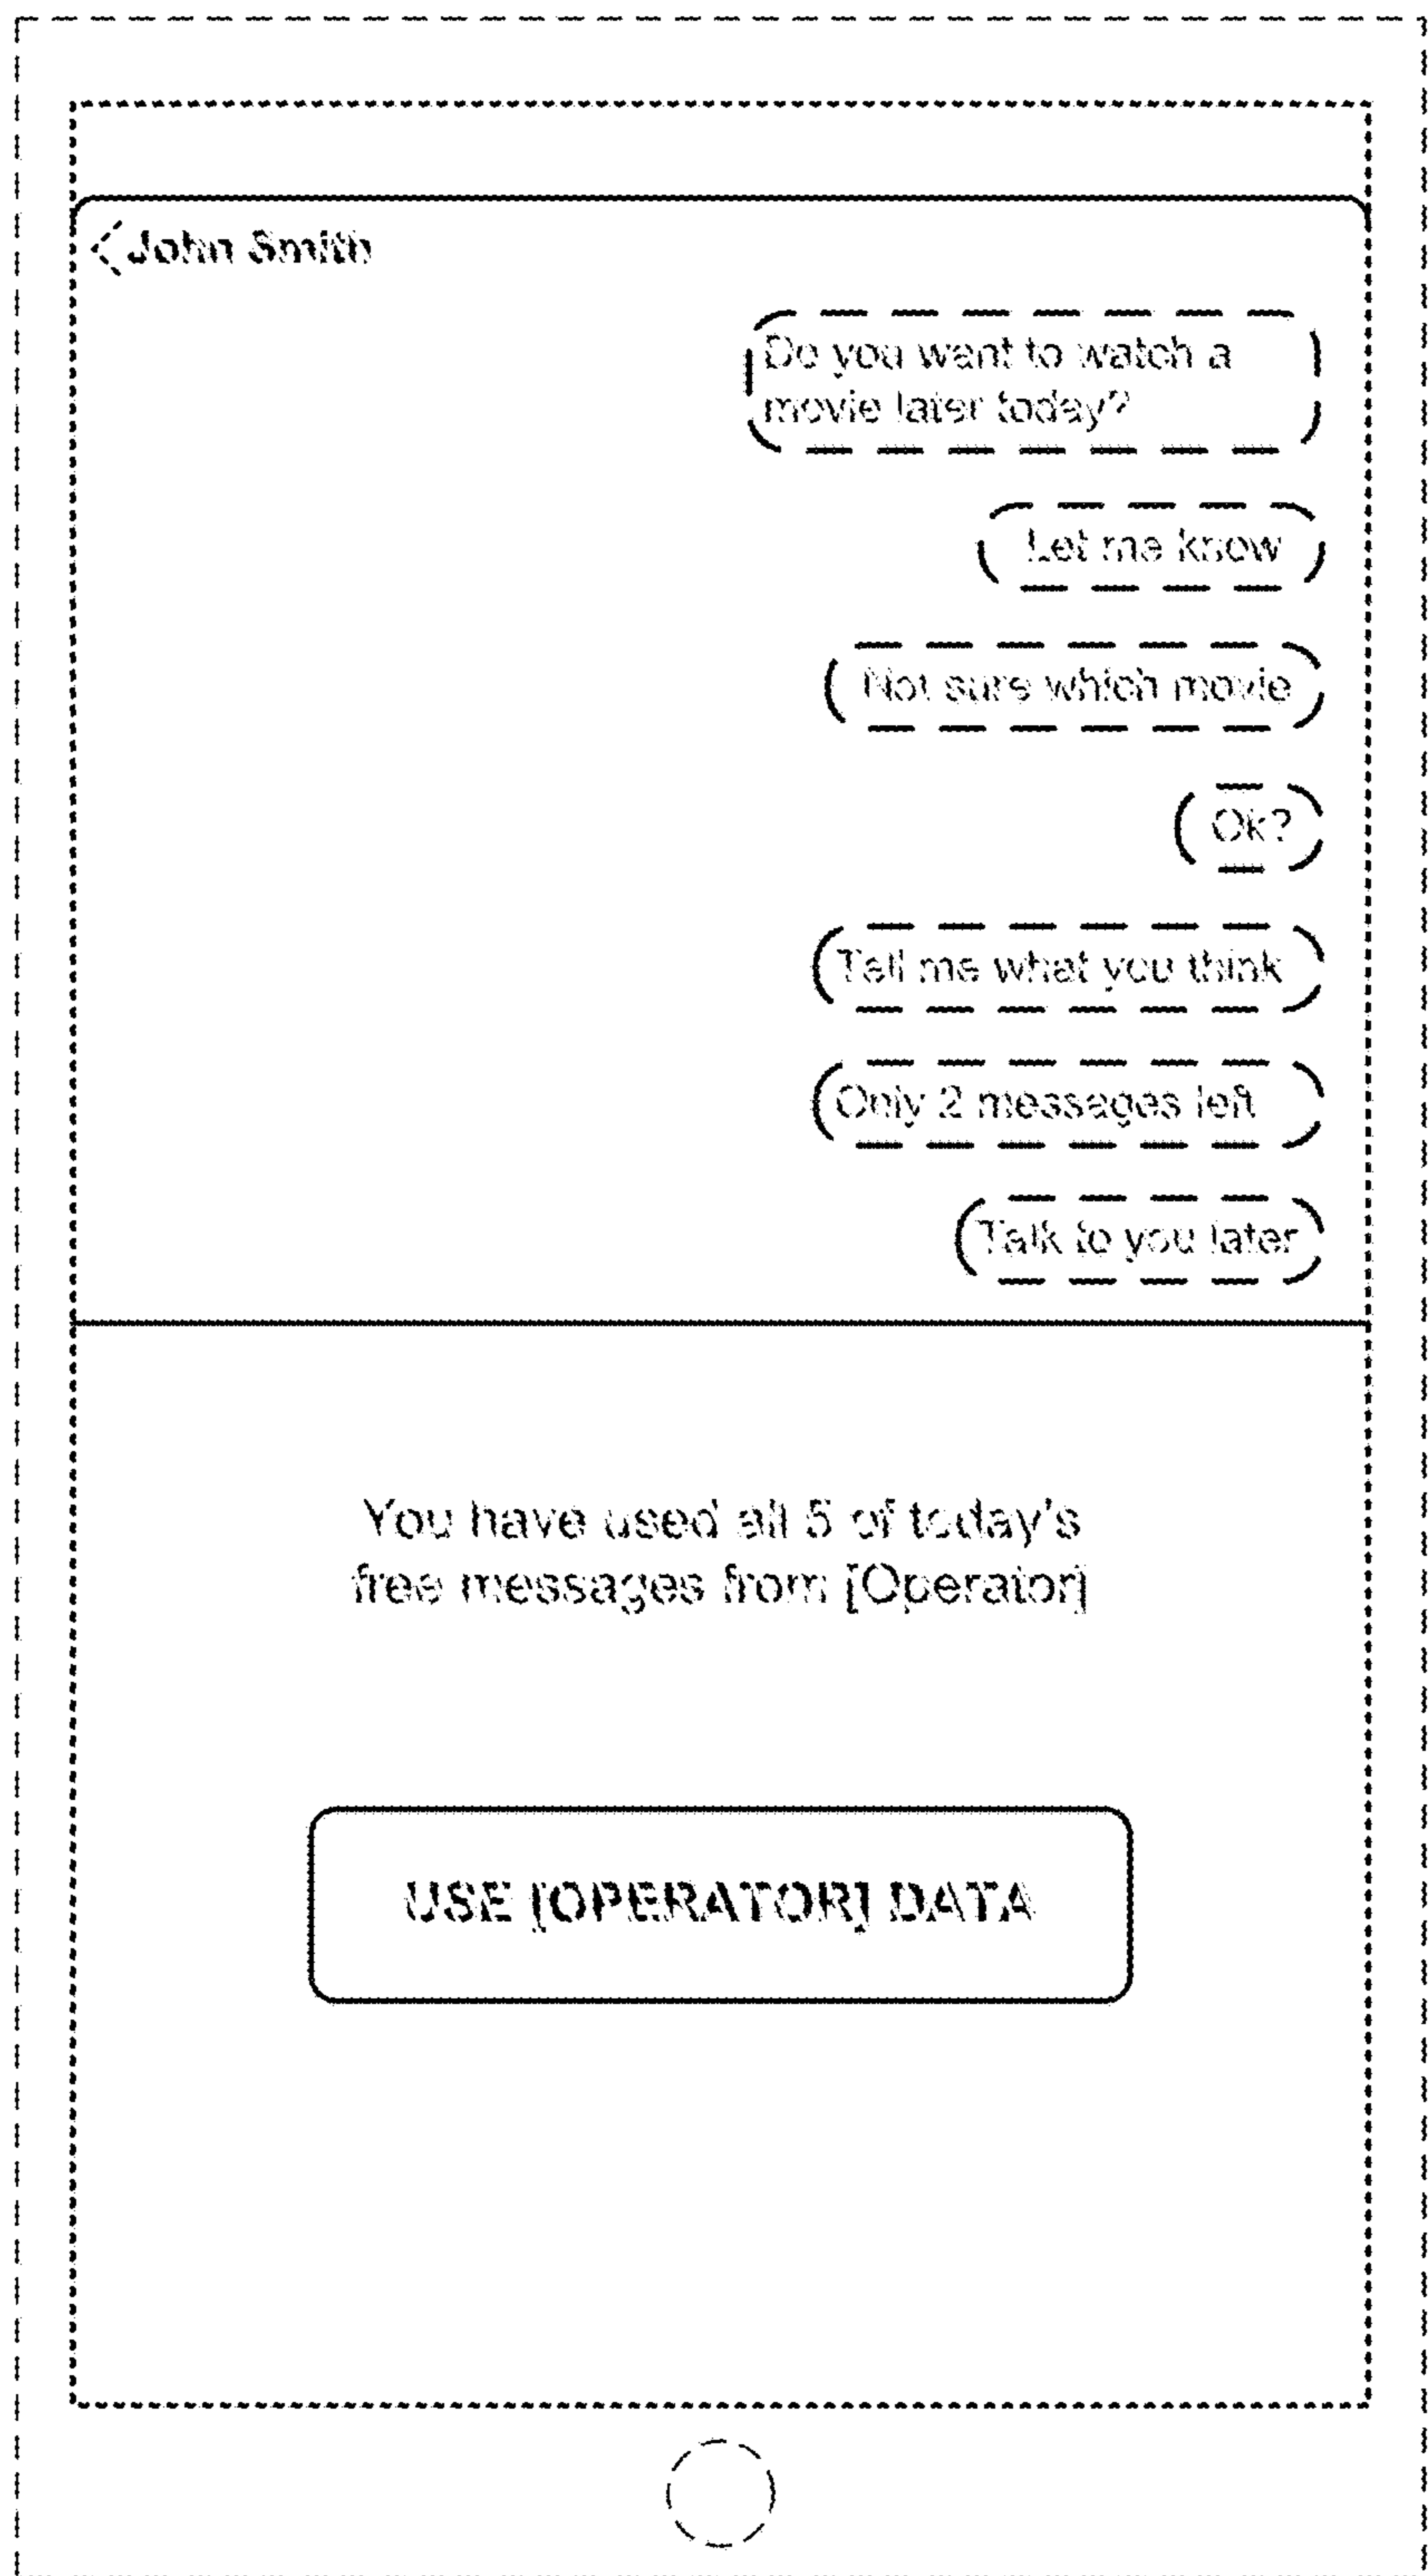 John Smith
Do you want to watch a
movie later today?
Let me know
Not sure which movie
Ok?
Tell me what you think
Only 2 messages left
Talk to you later
You have used all 5 of today's
free messages from [Operator]
USE [OPERATOR] DATA